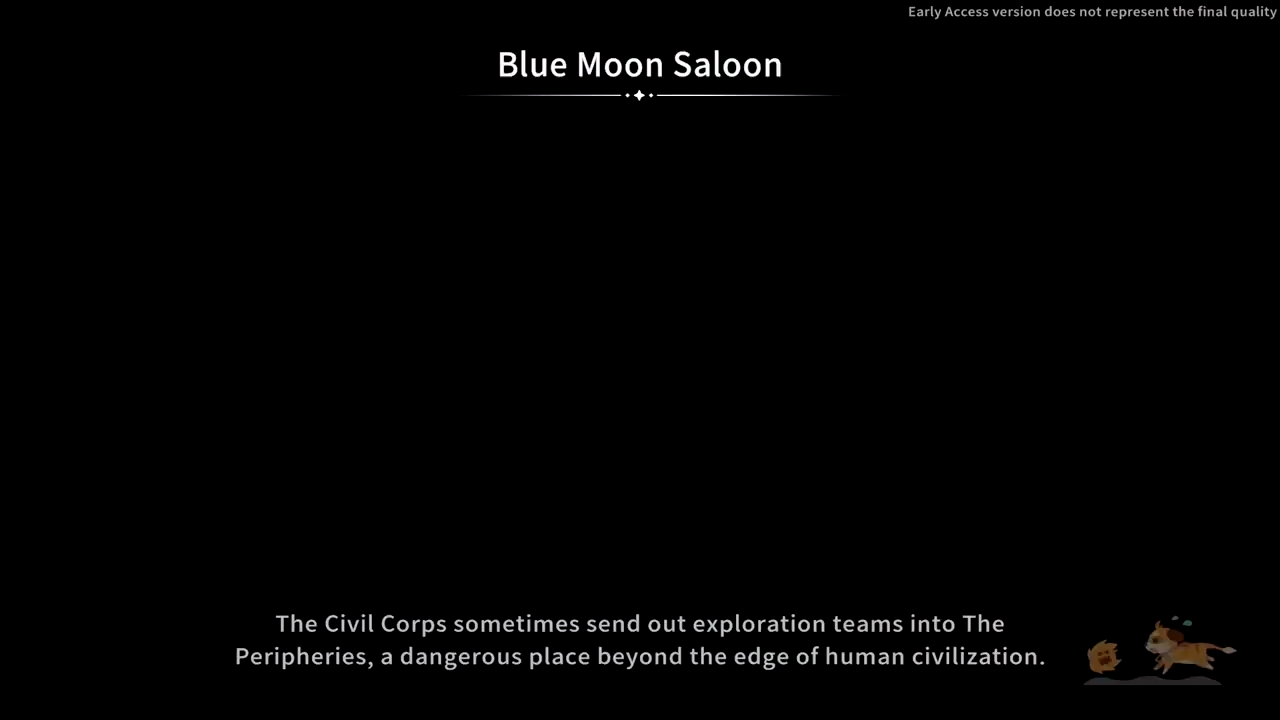 Early Access version does not represent the final quality
Blue Moon Saloon
The Civil Corps sometimes send out exploration teams into The
Peripheries, a dangerous place beyond the edge of human civilization.